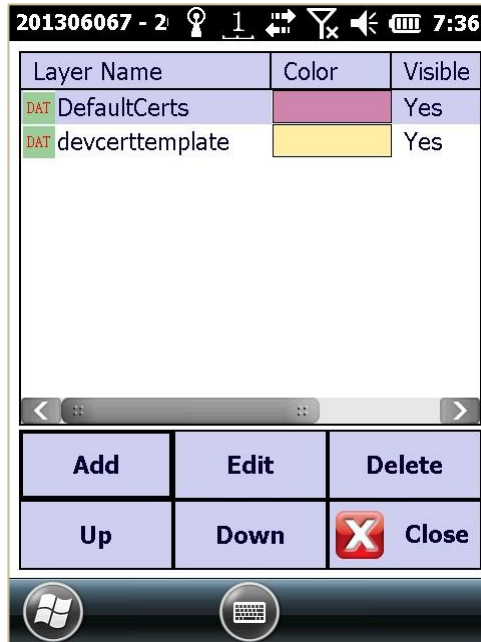 201306067 - 2 1 7:36
Layer Name Color Visible
DAT DefaultCerts Yes
DAT devcerttemplate Yes
Add Edit Delete
Up Down X Close